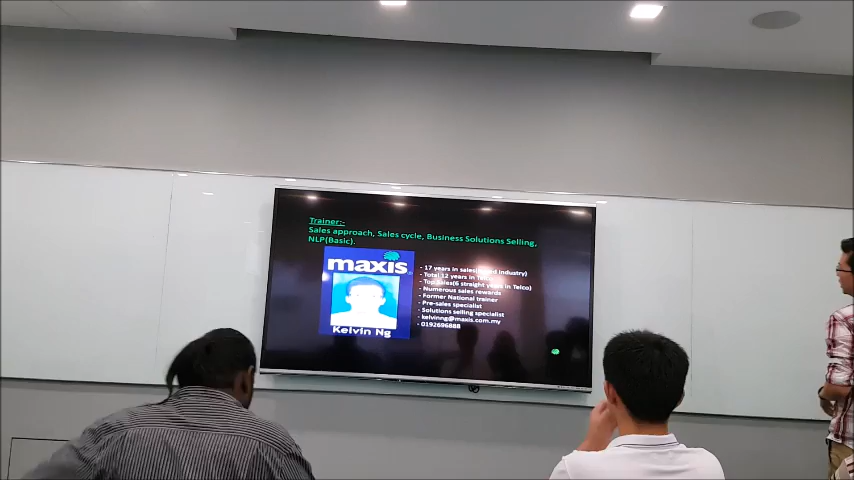 Trainer:-
Sales approach, Sales cycle, Business Solutions Selling,
NLP(Basic).
maxis
Kelvin Ng
- 17 years in sales( industry)
- Total 12 years in Telco
- Top Sales(6 straight years in Telco)
- Numerous sales rewards
- Former National trainer
- Pre-sales specialist
- Solutions selling specialist
- kelvinng@maxis.com.my
- 0192696888